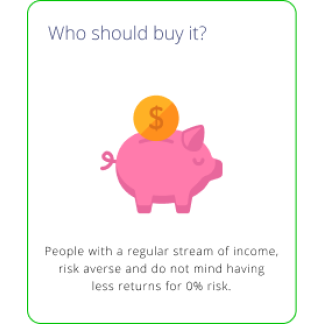 Who should buy it?
$
People with a regular stream of income,
risk averse and do not mind having
less returns for 0% risk.